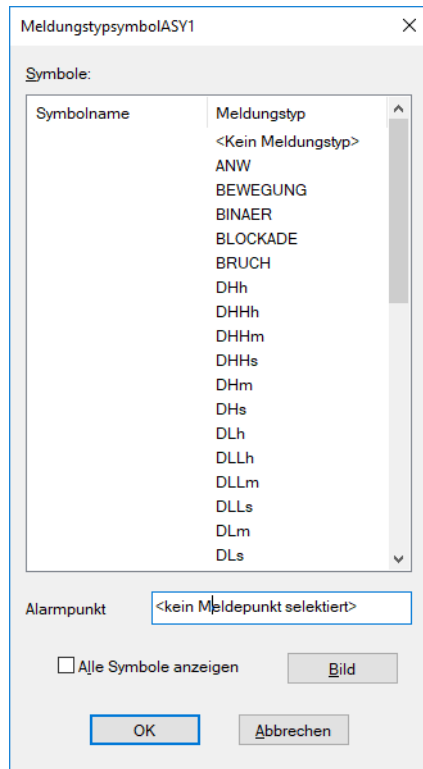 MeldungstypsymbolASY1
Symbole:
Symbolname Meldungstyp
<Kein Meldungstyp>
ANW
BEWEGUNG
BINAER
BLOCKADE
BRUCH
DHh
DHHh
DHHm
DHHs
DHm
DHs
DLh
DLLh
DLLm
DLLs
DLm
DLs
Alarmpunkt <kein Meldepunkt selektiert>
Alle Symbole anzeigen Bild
OK Abbrechen